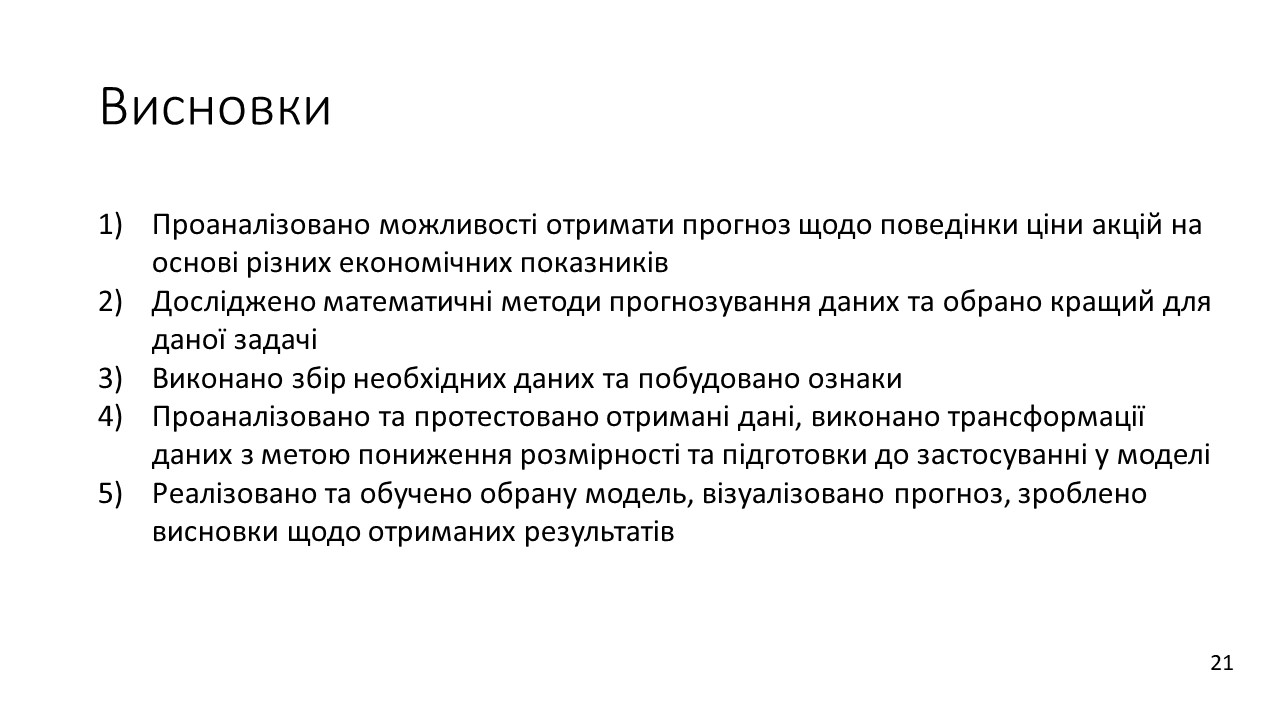 Висновки
1) Проаналізовано можливості отримати прогноз щодо поведінки ціни акцій на
основі різних економічних показників
2) Досліджено математичні методи прогнозування даних та обрано кращий для
даної задачі
3) Виконано збір необхідних даних та побудовано ознаки
4) Проаналізовано та протестовано отримані дані, виконано трансформації
даних з метою пониження розмірності та підготовки до застосуванні у моделі
5) Реалізовано та обучено обрану модель, візуалізовано прогноз, зроблено
висновки щодо отриманих результатів
21